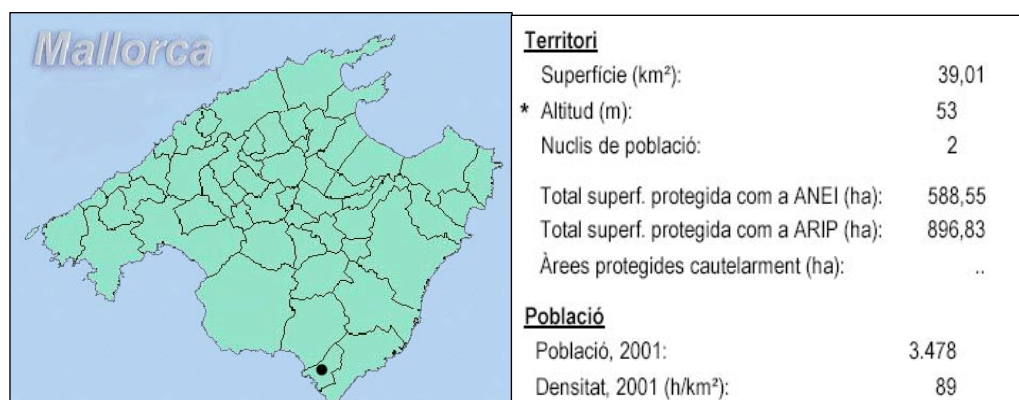 Mallorca
Territori
Superfície (km²): 39,01
* Altitud (m): 53
Nuclis de població: 2
Total superf. protegida com a ANEI (ha): 588,55
Total superf. protegida com a ARIP (ha): 896,83
Àrees protegides cautelarment (ha): ..
Població
Població, 2001: 3.478
Densitat, 2001 (h/km²): 89